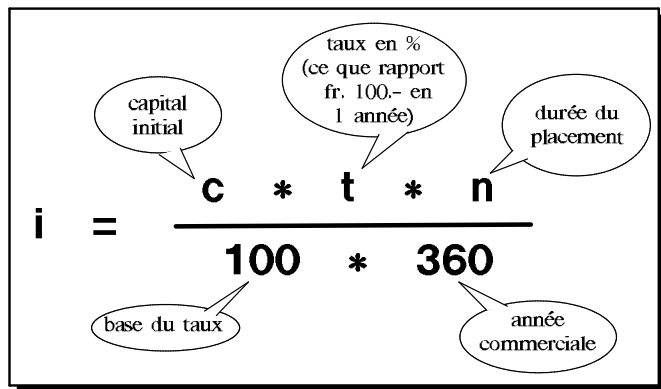 taux en %
(ce que rapport
fr. 100.- en
1 année)
capital
initial
durée du
placement
c * t * n
i =
100 * 360
base du taux
année
commerciale